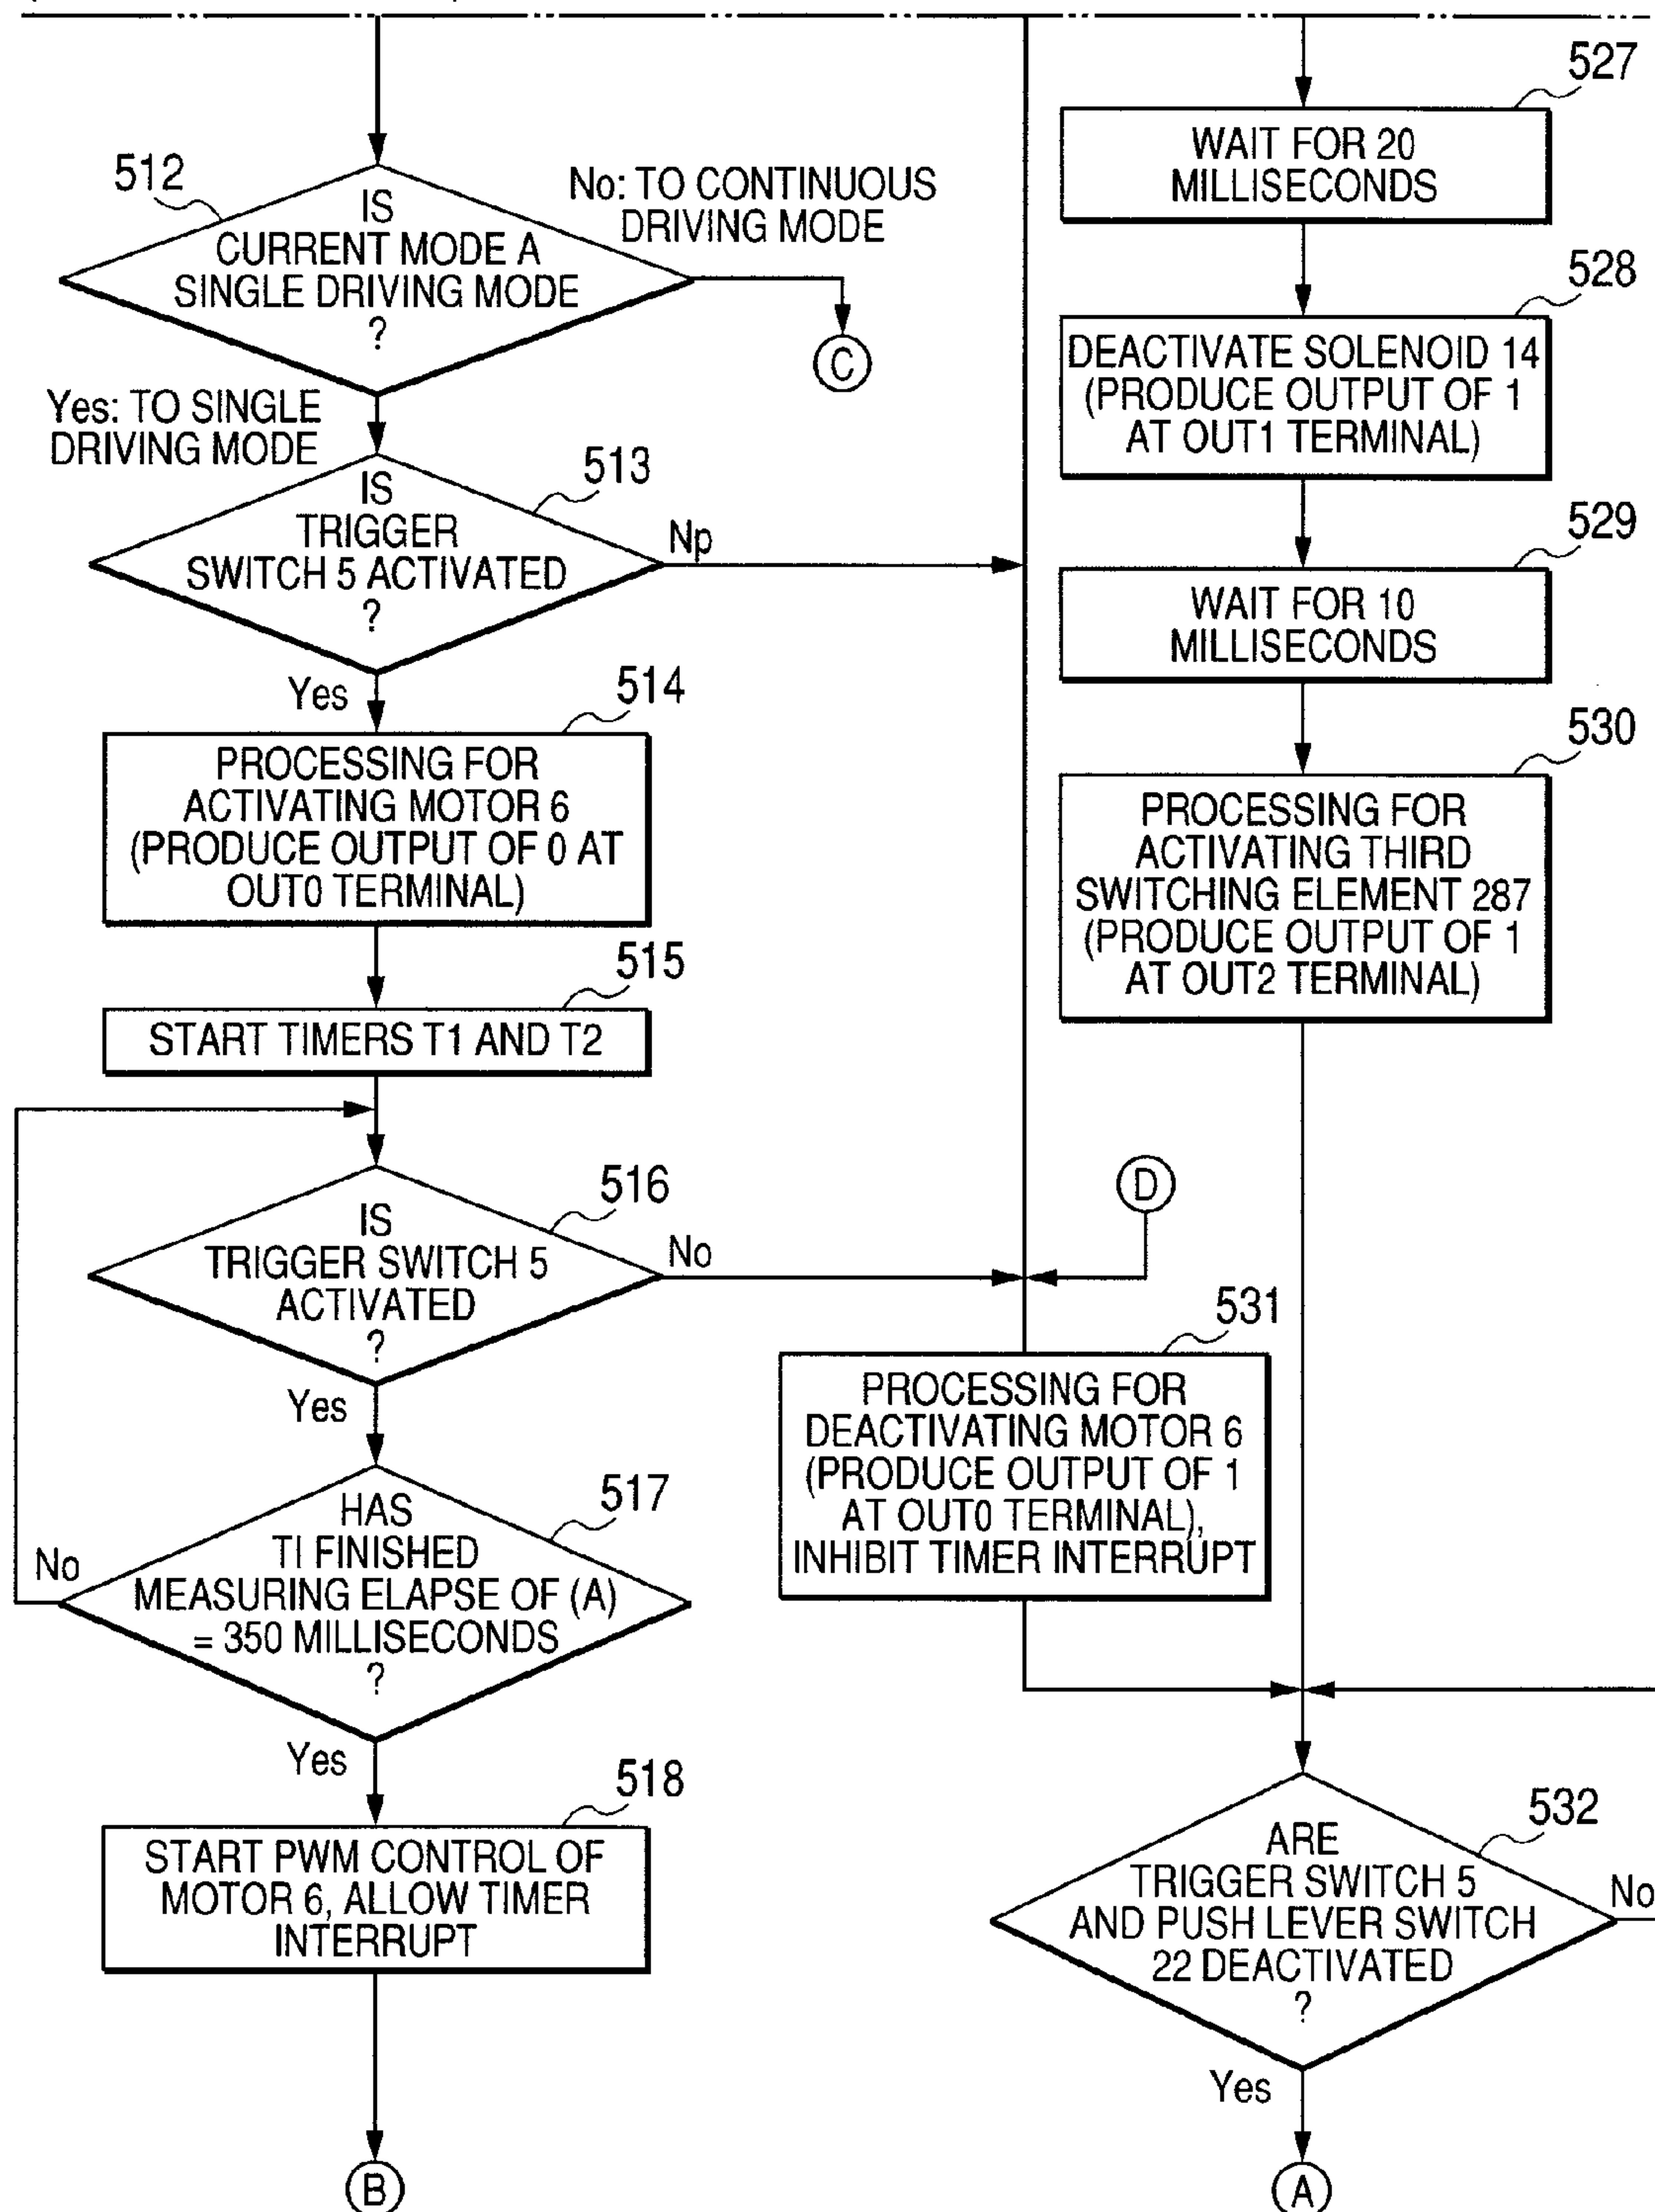 512
IS
CURRENT MODE A
SINGLE DRIVING MODE
?
No: TO CONTINUOUS
DRIVING MODE
C
Yes: TO SINGLE
DRIVING MODE
513
IS
TRIGGER
SWITCH 5 ACTIVATED
?
Np
Yes
514
PROCESSING FOR
ACTIVATING MOTOR 6
(PRODUCE OUTPUT OF 0 AT
OUT0 TERMINAL)
515
START TIMERS T1 AND T2
516
IS
TRIGGER SWITCH 5
ACTIVATED
?
No
Yes
517
HAS
TI FINISHED
MEASURING ELAPSE OF (A)
= 350 MILLISECONDS
?
No
Yes
518
START PWM CONTROL OF
MOTOR 6, ALLOW TIMER
INTERRUPT
B
527
WAIT FOR 20
MILLISECONDS
528
DEACTIVATE SOLENOID 14
(PRODUCE OUTPUT OF 1
AT OUT1 TERMINAL)
529
WAIT FOR 10
MILLISECONDS
530
PROCESSING FOR
ACTIVATING THIRD
SWITCHING ELEMENT 287
(PRODUCE OUTPUT OF 1
AT OUT2 TERMINAL)
D
531
PROCESSING FOR
DEACTIVATING MOTOR 6
(PRODUCE OUTPUT OF 1
AT OUT0 TERMINAL),
INHIBIT TIMER INTERRUPT
532
ARE
TRIGGER SWITCH 5
AND PUSH LEVER SWITCH
22 DEACTIVATED
?
No
Yes
A